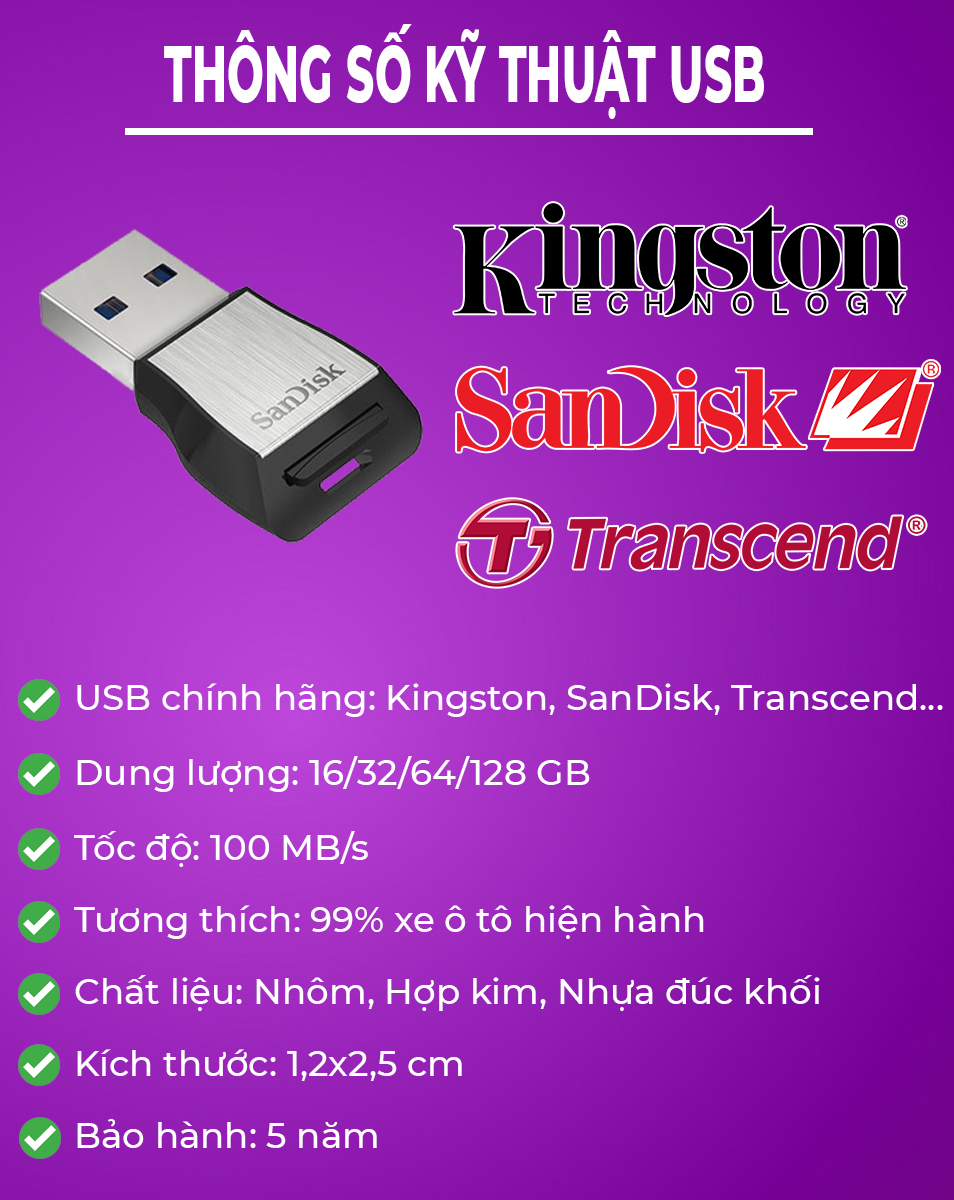 THÔNG SỐ KỸ THUẬT USB
Kingston®
TECHNOLOGY
SanDisk
SanDisk®
Transcend®
USB chính hãng: Kingston, SanDisk, Transcend...
Dung lượng: 16/32/64/128 GB
Tốc độ: 100 MB/s
Tương thích: 99% xe ô tô hiện hành
Chất liệu: Nhôm, Hợp kim, Nhựa đúc khối
Kích thước: 1,2x2,5 cm
Bảo hành: 5 năm